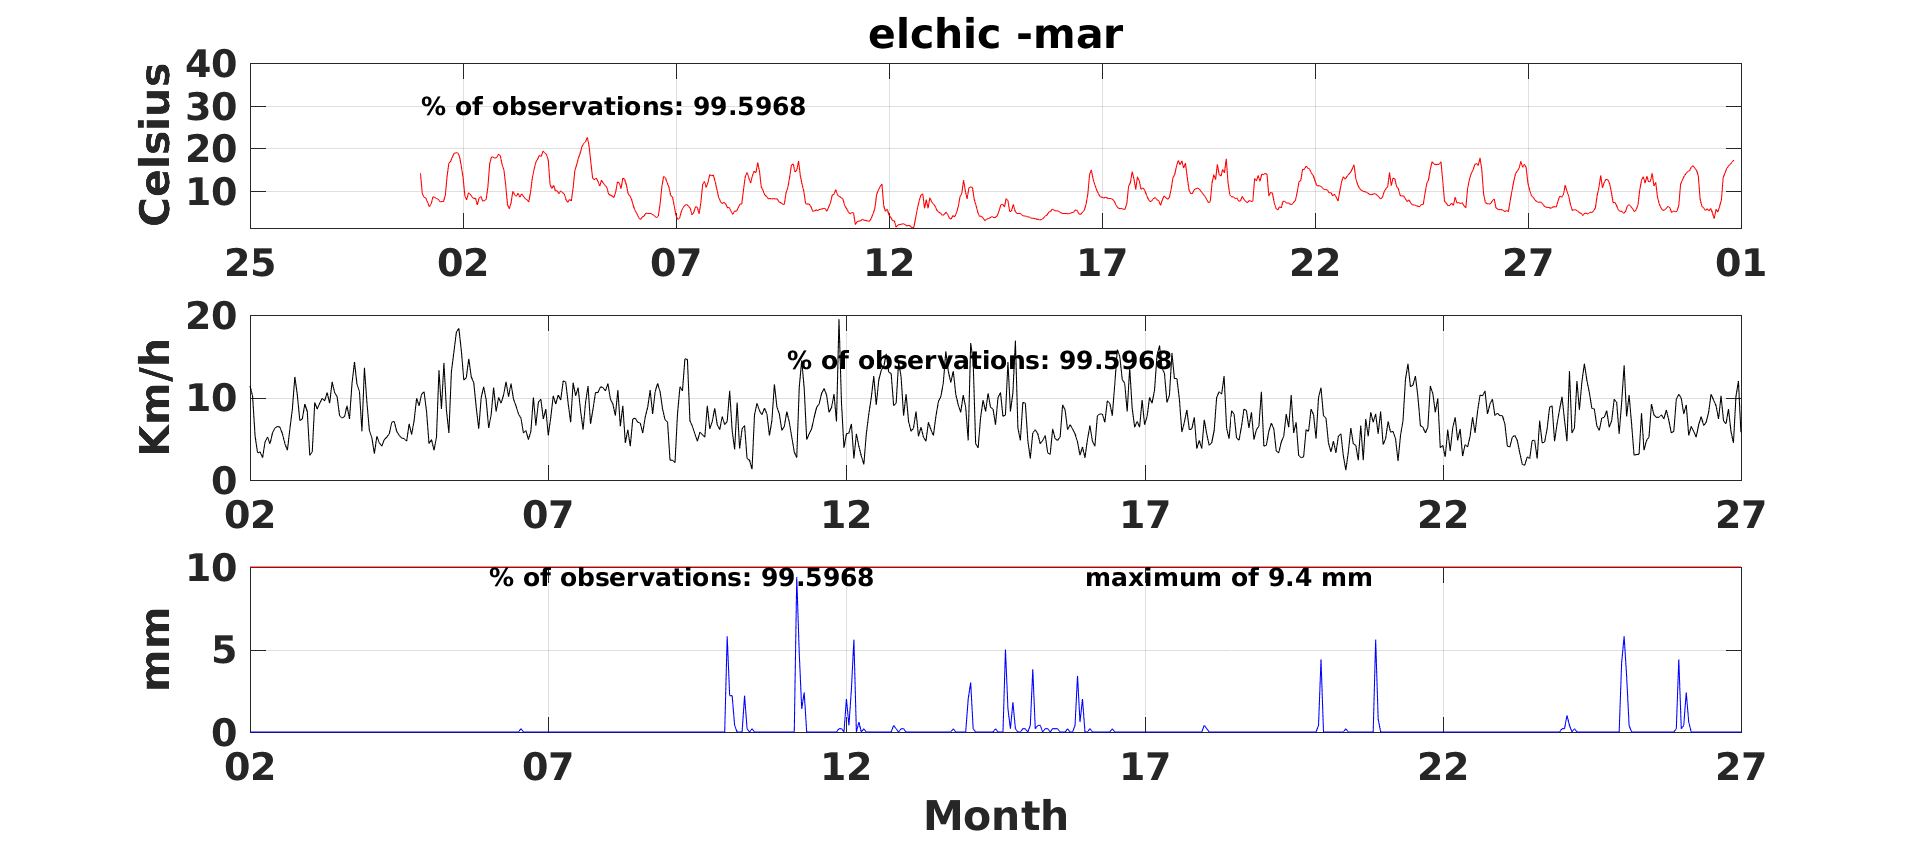 elchic -mar
Celsius
40
30
20
10
% of observations: 99.5968
25 02 07 12 17 22 27 01
Km/h
20
10
0
% of observations: 99.5968
02 07 12 17 22 27
mm
10
5
0
% of observations: 99.5968 maximum of 9.4 mm
02 07 12 17 22 27
Month